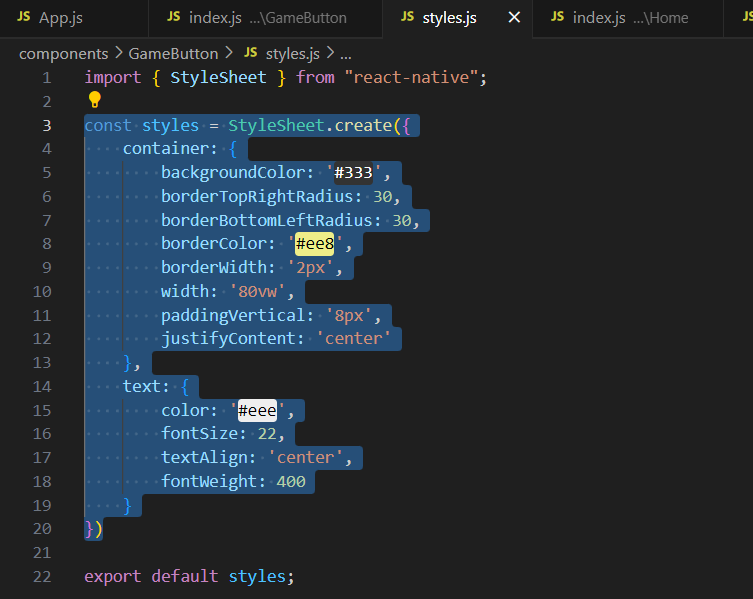 JS App.js JS index.js ...\GameButton JS styles.js × JS index.js ...\Home JS
components > GameButton > JS styles.js > ...
1 import { StyleSheet } from "react-native";
2
3 const styles = StyleSheet.create({
4 container: {
5 backgroundColor: '#333',
6 borderTopRightRadius: 30,
7 borderBottomLeftRadius: 30,
8 borderColor: '#ee8',
9 borderWidth: '2px',
10 width: '80vw',
11 paddingVertical: '8px',
12 justifyContent: 'center'
13 },
14 text: {
15 color: '#eee',
16 fontSize: 22,
17 textAlign: 'center',
18 fontWeight: 400
19 }
20 })
21
22 export default styles;